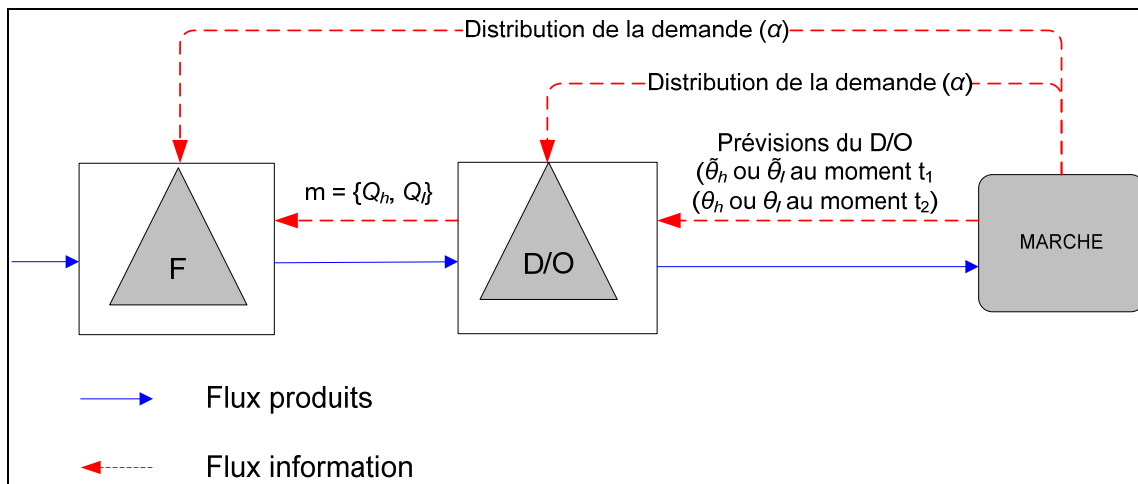 Distribution de la demande (α)
Distribution de la demande (α)
Prévisions du D/O
(θ̃h ou θ̃l au moment t1
(θh ou θl au moment t2)
m = {Qh, Ql}
F
D/O
MARCHE
Flux produits
Flux information